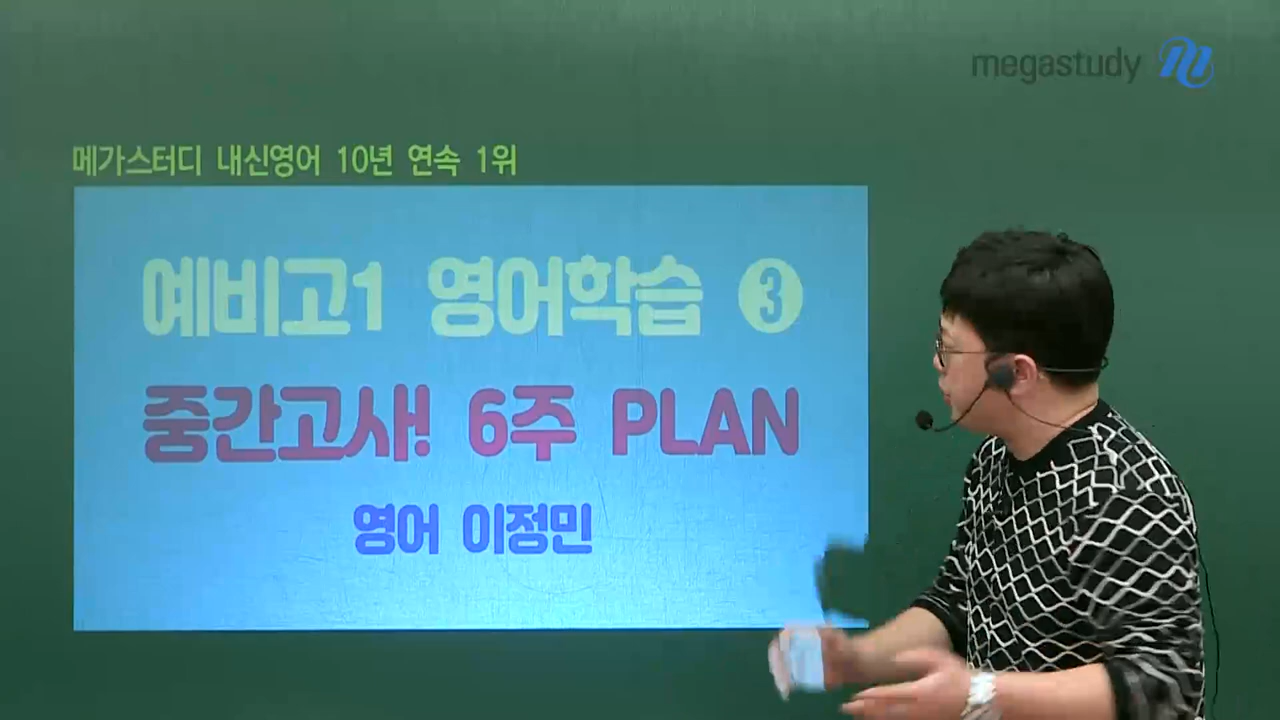 megastudy
메가스터디 내신영어 10년 연속 1위
예비고1 영어학습 ❸
중간고사! 6주 PLAN
영어 이정민